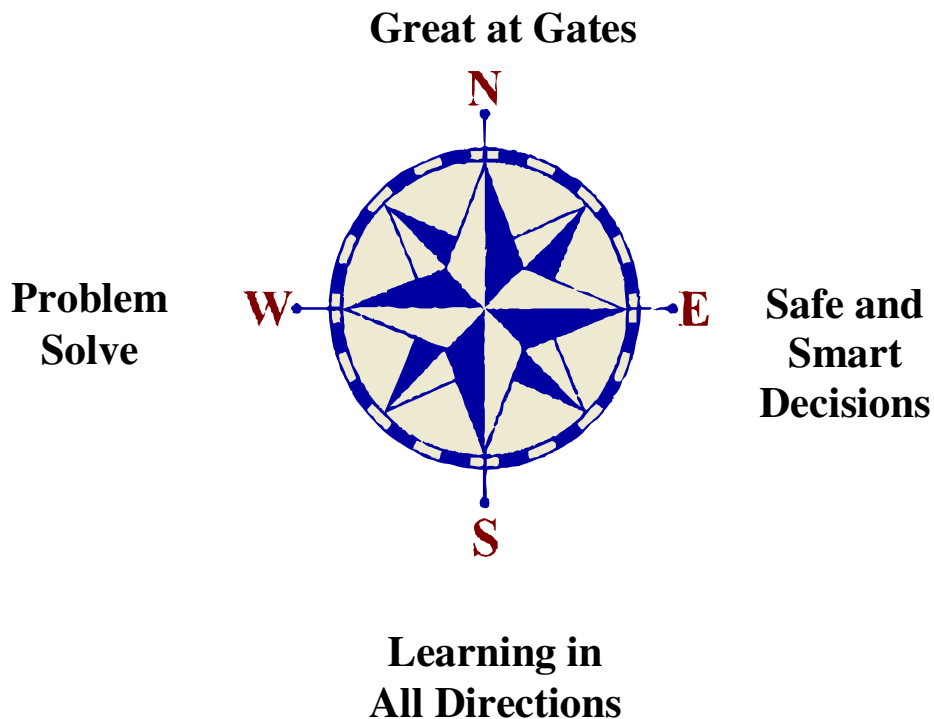 Great at Gates
N
Problem
Solve
W
E
Safe and
Smart
Decisions
S
Learning in
All Directions